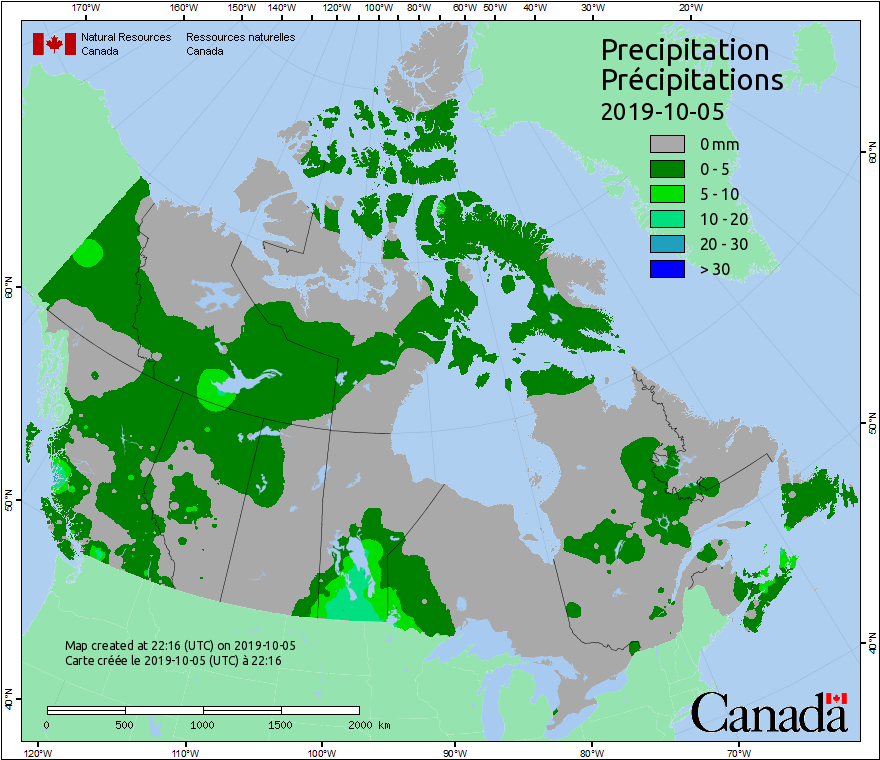 170°W 160°W 150°W 140°W 120°W 100°W 80°W 60°W 50°W 40°W 30°W 20°W
Natural Resources Ressources naturelles
Canada Canada
Precipitation
Précipitations
2019-10-05
0 mm
0 - 5
5 - 10
10 - 20
20 - 30
> 30
60°N
60°N
50°N
50°N
40°N
40°N
Map created at 22:16 (UTC) on 2019-10-05
Carte créée le 2019-10-05 (UTC) à 22:16
0 500 1000 1500 2000 km
Canada
120°W 110°W 100°W 90°W 80°W 70°W